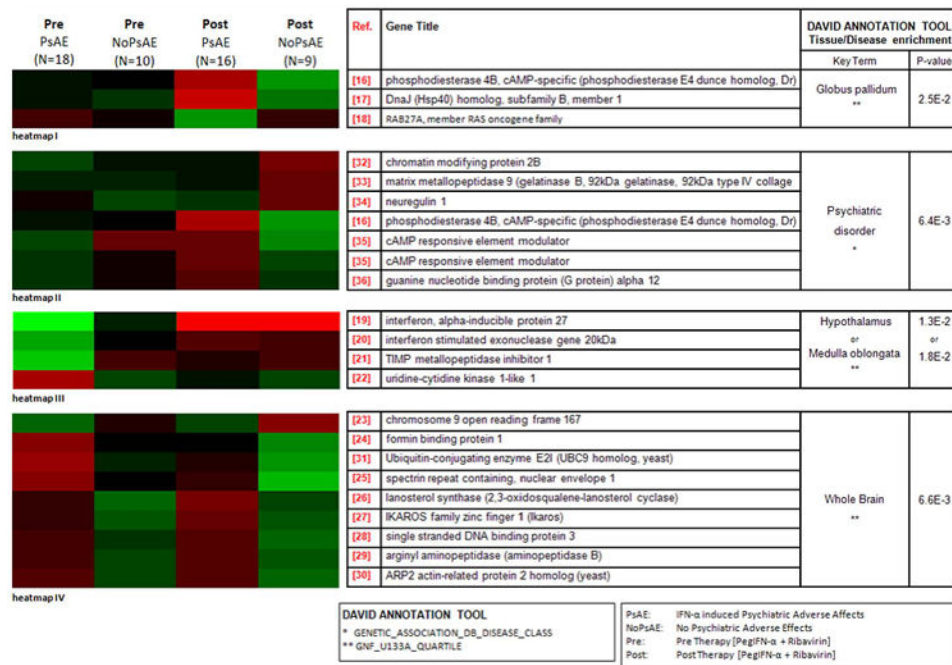 Pre Pre Post Post Ref. Gene Title DAVID ANNOTATION TOOL
PsAE NoPsAE PsAE NoPsAE Tissue/Disease enrichment
(N=18) (N=10) (N=16) (N=9) Key Term P-value
[16] phosphodiesterase 4B, cAMP-specific (phosphodiesterase E4 dunce homolog, Dr)
[17] DnaJ (Hsp40) homolog, subfamily B, member 1
[18] RAB27A, member RAS oncogene family
Globus pallidum
**
2.5E-2
heatmap I
[32] chromatin modifying protein 2B
[33] matrix metallopeptidase 9 (gelatinase B, 92kDa gelatinase, 92kDa type IV collage
[34] neuregulin 1
[16] phosphodiesterase 4B, cAMP-specific (phosphodiesterase E4 dunce homolog, Dr)
[35] cAMP responsive element modulator
[35] cAMP responsive element modulator
[36] guanine nucleotide binding protein (G protein) alpha 12
Psychiatric
disorder
*
6.4E-3
heatmap II
[19] interferon, alpha-inducible protein 27
[20] interferon stimulated exonuclease gene 20kDa
[21] TIMP metallopeptidase inhibitor 1
[22] uridine-cytidine kinase 1-like 1
Hypothalamus 1.3E-2
or or
Medulla oblongata 1.8E-2
**
heatmap III
[23] chromosome 9 open reading frame 167
[24] formin binding protein 1
[31] Ubiquitin-conjugating enzyme E2I (UBC9 homolog, yeast)
[25] spectrin repeat containing, nuclear envelope 1
[26] lanosterol synthase (2,3-oxidosqualene-lanosterol cyclase)
[27] IKAROS family zinc finger 1 (Ikaros)
[28] single stranded DNA binding protein 3
[29] arginyl aminopeptidase (aminopeptidase B)
[30] ARP2 actin-related protein 2 homolog (yeast)
Whole Brain
**
6.6E-3
heatmap IV
DAVID ANNOTATION TOOL
* GENETIC_ASSOCIATION_DB_DISEASE_CLASS
** GNF_U133A_QUARTILE
PsAE: IFN-α induced Psychiatric Adverse Affects
NoPsAE: No Psychiatric Adverse Effects
Pre: Pre Therapy [PegIFN-α + Ribavirin]
Post: Post Therapy [PegIFN-α + Ribavirin]